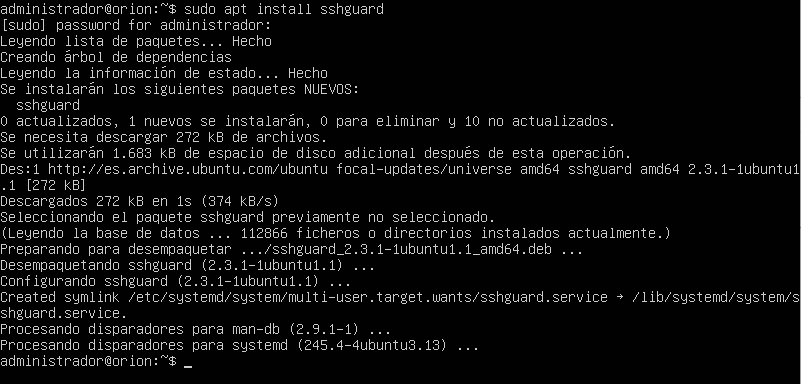 administrador@orion:~$ sudo apt install sshguard
[sudo] password for administrador:
Leyendo lista de paquetes... Hecho
Creando árbol de dependencias
Leyendo la información de estado... Hecho
Se instalarán los siguientes paquetes NUEVOS:
  sshguard
0 actualizados, 1 nuevos se instalarán, 0 para eliminar y 10 no actualizados.
Se necesita descargar 272 kB de archivos.
Se utilizarán 1.683 kB de espacio de disco adicional después de esta operación.
Des:1 http://es.archive.ubuntu.com/ubuntu focal-updates/universe amd64 sshguard amd64 2.3.1-1ubuntu1
.1 [272 kB]
Descargados 272 kB en 1s (374 kB/s)
Seleccionando el paquete sshguard previamente no seleccionado.
(Leyendo la base de datos ... 112866 ficheros o directorios instalados actualmente.)
Preparando para desempaquetar .../sshguard_2.3.1-1ubuntu1.1_amd64.deb ...
Desempaquetando sshguard (2.3.1-1ubuntu1.1) ...
Configurando sshguard (2.3.1-1ubuntu1.1) ...
Created symlink /etc/systemd/system/multi-user.target.wants/sshguard.service → /lib/systemd/system/s
shguard.service.
Procesando disparadores para man-db (2.9.1-1) ...
Procesando disparadores para systemd (245.4-4ubuntu3.13) ...
administrador@orion:~$ _